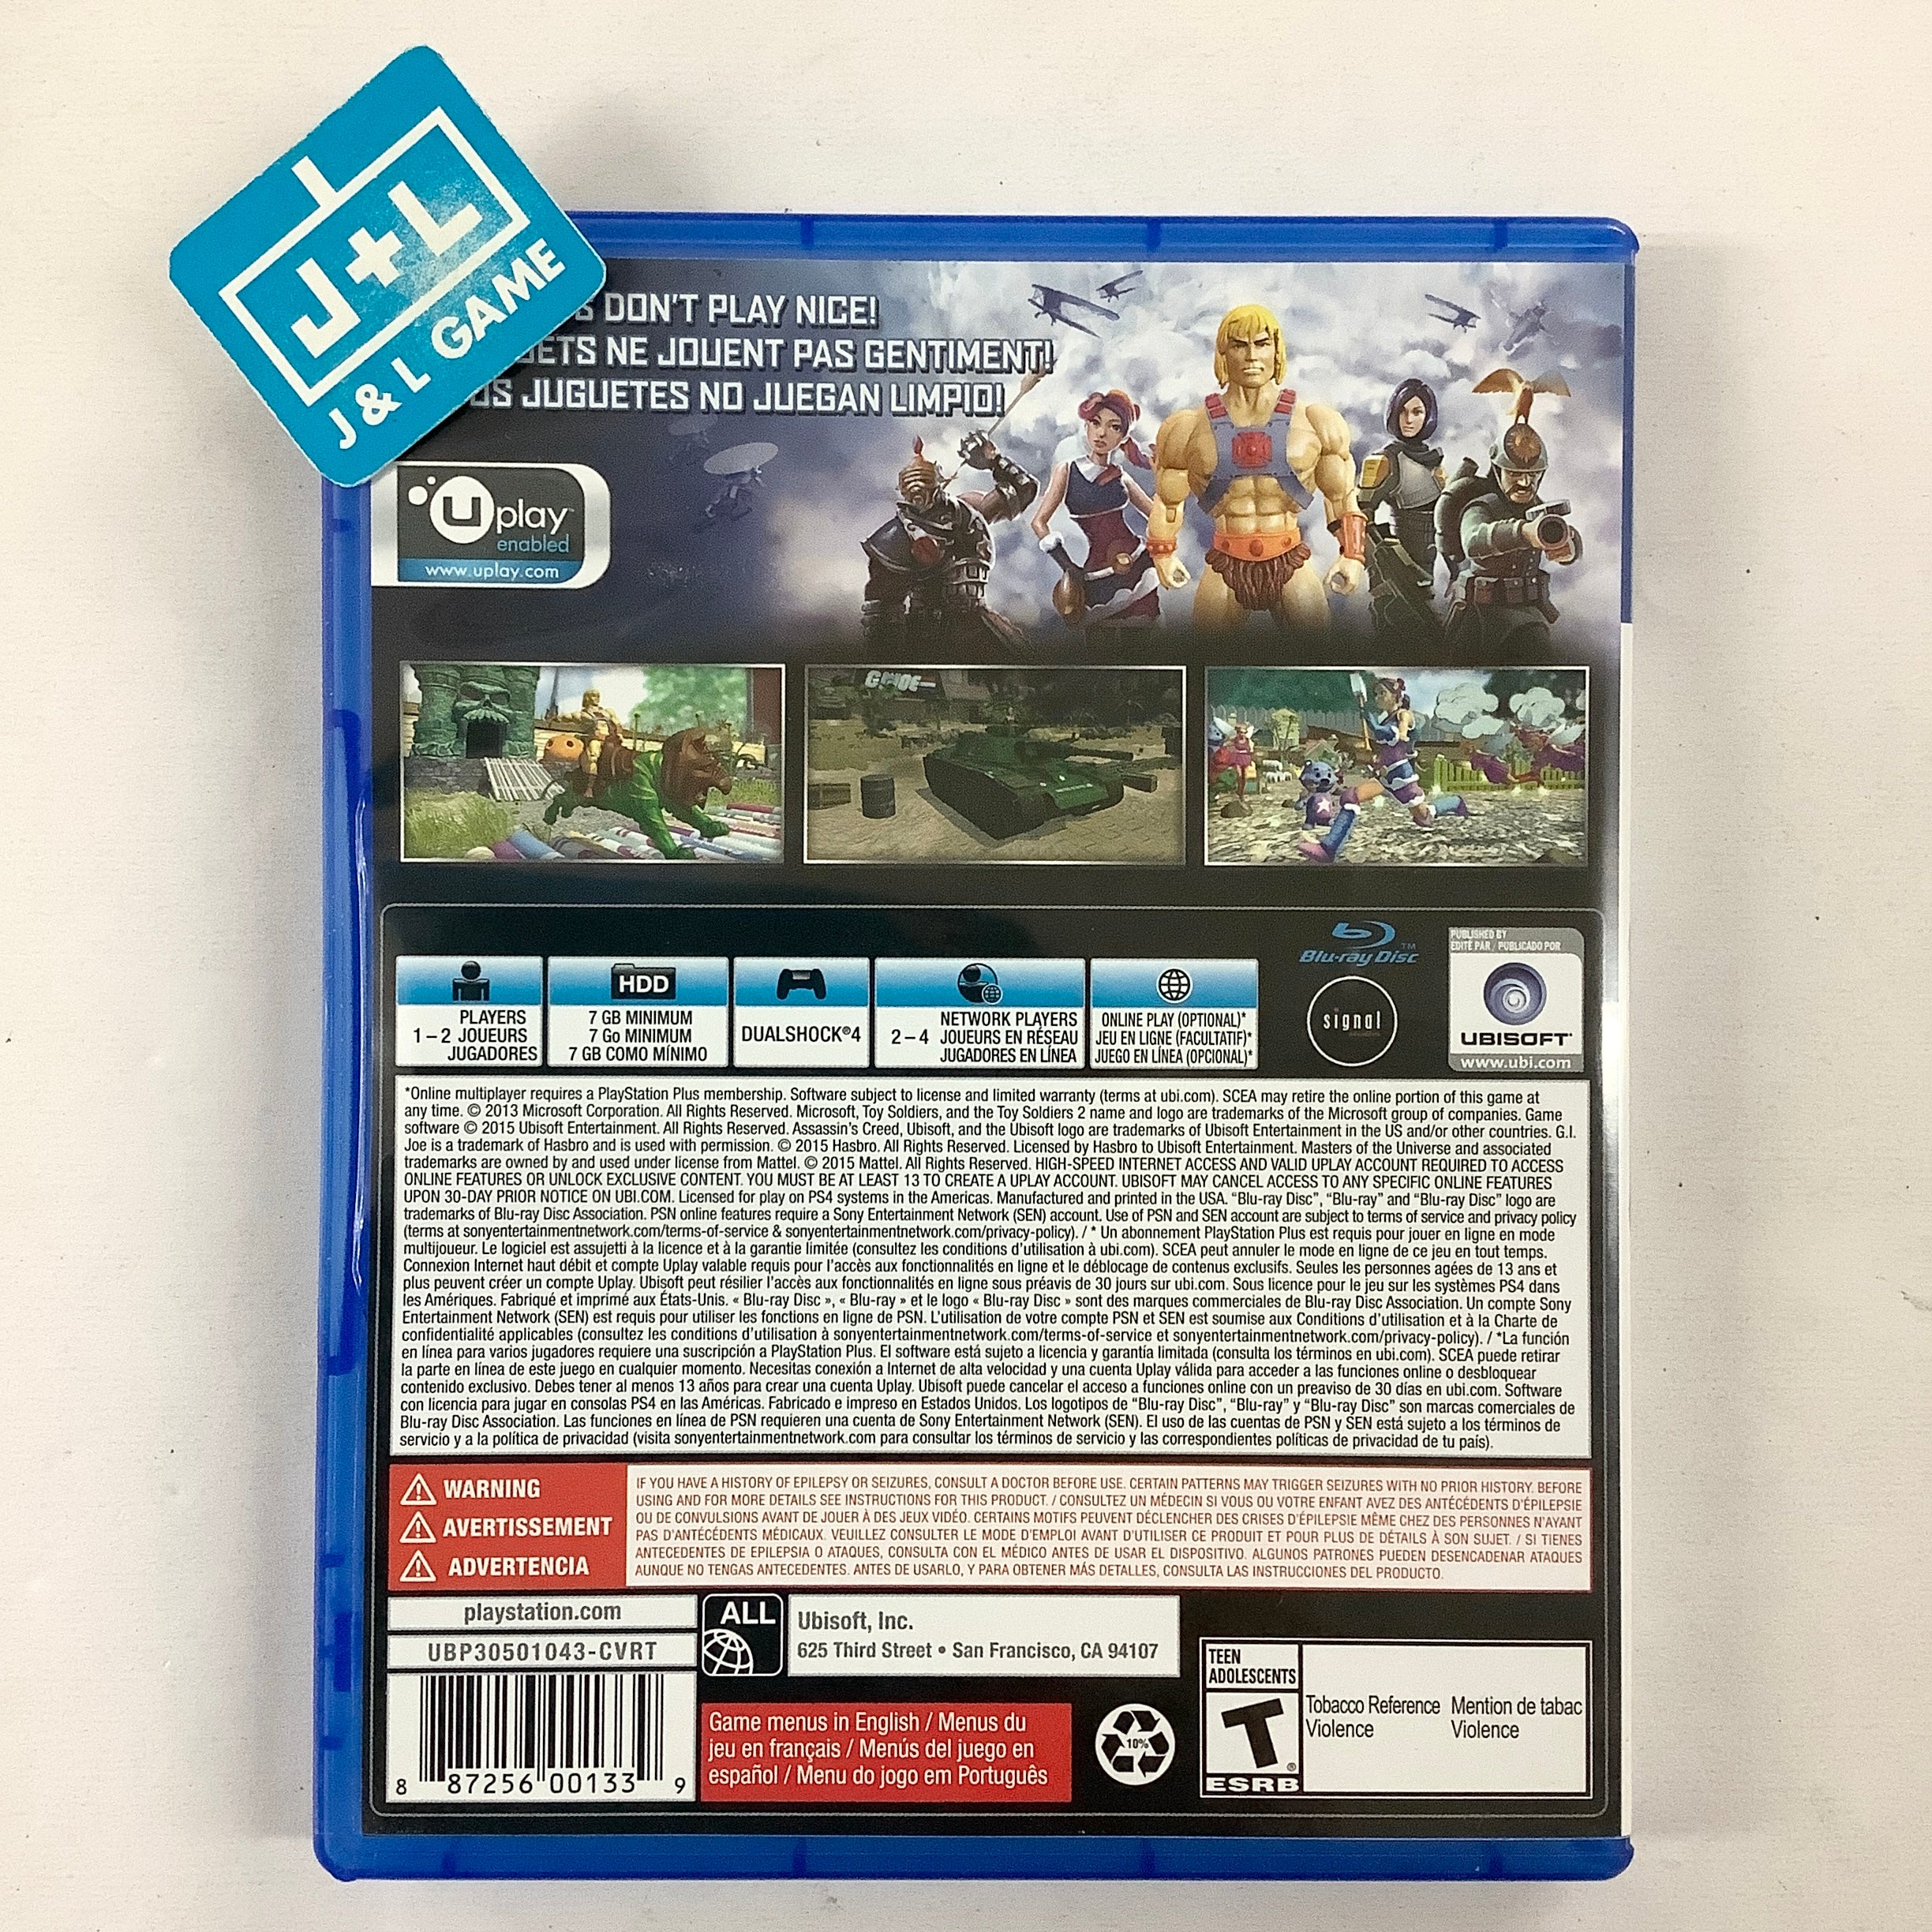 J+L
J & L GAME
DON'T PLAY NICE!
NE JOUENT PAS GENTIMENT!
JUGUETES NO JUEGAN LIMPIO!
Uplay™
enabled
www.uplay.com
G.I. JOE
PLAYERS
1 – 2 JOUEURS
JUGADORES
HDD
7 GB MINIMUM
7 Go MINIMUM
7 GB COMO MÍNIMO
DUALSHOCK®4
NETWORK PLAYERS
2 – 4 JOUEURS EN RÉSEAU
JUGADORES EN LÍNEA
ONLINE PLAY (OPTIONAL)*
JEU EN LIGNE (FACULTATIF)*
JUEGO EN LÍNEA (OPCIONAL)*
Blu-ray Disc™
signal
PUBLISHED BY
EDITÉ PAR / PUBLICADO POR
UBISOFT
www.ubi.com
*Online multiplayer requires a PlayStation Plus membership. Software subject to license and limited warranty (terms at ubi.com). SCEA may retire the online portion of this game at
any time. © 2013 Microsoft Corporation. All Rights Reserved. Microsoft, Toy Soldiers, and the Toy Soldiers 2 name and logo are trademarks of the Microsoft group of companies. Game
software © 2015 Ubisoft Entertainment. All Rights Reserved. Assassin's Creed, Ubisoft, and the Ubisoft logo are trademarks of Ubisoft Entertainment in the US and/or other countries. G.I.
Joe is a trademark of Hasbro and is used with permission. © 2015 Hasbro. All Rights Reserved. Licensed by Hasbro to Ubisoft Entertainment. Masters of the Universe and associated
trademarks are owned by and used under license from Mattel. © 2015 Mattel. All Rights Reserved. HIGH-SPEED INTERNET ACCESS AND VALID UPLAY ACCOUNT REQUIRED TO ACCESS
ONLINE FEATURES OR UNLOCK EXCLUSIVE CONTENT. YOU MUST BE AT LEAST 13 TO CREATE A UPLAY ACCOUNT. UBISOFT MAY CANCEL ACCESS TO ANY SPECIFIC ONLINE FEATURES
UPON 30-DAY PRIOR NOTICE ON UBI.COM. Licensed for play on PS4 systems in the Americas. Manufactured and printed in the USA. “Blu-ray Disc”, “Blu-ray” and “Blu-ray Disc” logo are
trademarks of Blu-ray Disc Association. PSN online features require a Sony Entertainment Network (SEN) account. Use of PSN and SEN account are subject to terms of service and privacy policy
(terms at sonyentertainmentnetwork.com/terms-of-service & sonyentertainmentnetwork.com/privacy-policy). / * Un abonnement PlayStation Plus est requis pour jouer en ligne en mode
multijoueur. Le logiciel est assujetti à la licence et à la garantie limitée (consultez les conditions d'utilisation à ubi.com). SCEA peut annuler le mode en ligne de ce jeu en tout temps.
Connexion Internet haut débit et compte Uplay valable requis pour l'accès aux fonctionnalités en ligne et le déblocage de contenus exclusifs. Seules les personnes agées de 13 ans et
plus peuvent créer un compte Uplay. Ubisoft peut résilier l'accès aux fonctionnalités en ligne sous préavis de 30 jours sur ubi.com. Sous licence pour le jeu sur les systèmes PS4 dans
les Amériques. Fabriqué et imprimé aux États-Unis. « Blu-ray Disc », « Blu-ray » et le logo « Blu-ray Disc » sont des marques commerciales de Blu-ray Disc Association. Un compte Sony
Entertainment Network (SEN) est requis pour utiliser les fonctions en ligne de PSN. L'utilisation de votre compte PSN et SEN est soumise aux Conditions d'utilisation et à la Charte de
confidentialité applicables (consultez les conditions d'utilisation à sonyentertainmentnetwork.com/terms-of-service et sonyentertainmentnetwork.com/privacy-policy). / *La función
en línea para varios jugadores requiere una suscripción a PlayStation Plus. El software está sujeto a licencia y garantía limitada (consulta los términos en ubi.com). SCEA puede retirar
la parte en línea de este juego en cualquier momento. Necesitas conexión a Internet de alta velocidad y una cuenta Uplay válida para acceder a las funciones online o desbloquear
contenido exclusivo. Debes tener al menos 13 años para crear una cuenta Uplay. Ubisoft puede cancelar el acceso a funciones online con un preaviso de 30 días en ubi.com. Software
con licencia para jugar en consolas PS4 en las Américas. Fabricado e impreso en Estados Unidos. Los logotipos de “Blu-ray Disc”, “Blu-ray” y “Blu-ray Disc” son marcas comerciales de
Blu-ray Disc Association. Las funciones en línea de PSN requieren una cuenta de Sony Entertainment Network (SEN). El uso de las cuentas de PSN y SEN está sujeto a los términos de
servicio y a la política de privacidad (visita sonyentertainmentnetwork.com para consultar los términos de servicio y las correspondientes políticas de privacidad de tu país).
WARNING
AVERTISSEMENT
ADVERTENCIA
IF YOU HAVE A HISTORY OF EPILEPSY OR SEIZURES, CONSULT A DOCTOR BEFORE USE. CERTAIN PATTERNS MAY TRIGGER SEIZURES WITH NO PRIOR HISTORY. BEFORE
USING AND FOR MORE DETAILS SEE INSTRUCTIONS FOR THIS PRODUCT. / CONSULTEZ UN MÉDECIN SI VOUS OU VOTRE ENFANT AVEZ DES ANTÉCÉDENTS D'ÉPILEPSIE
OU DE CONVULSIONS AVANT DE JOUER À DES JEUX VIDÉO. CERTAINS MOTIFS PEUVENT DÉCLENCHER DES CRISES D'ÉPILEPSIE MÊME CHEZ DES PERSONNES N'AYANT
PAS D'ANTÉCÉDENTS MÉDICAUX. VEUILLEZ CONSULTER LE MODE D'EMPLOI AVANT D'UTILISER CE PRODUIT ET POUR PLUS DE DÉTAILS À SON SUJET. / SI TIENES
ANTECEDENTES DE EPILEPSIA O ATAQUES, CONSULTA CON EL MÉDICO ANTES DE USAR EL DISPOSITIVO. ALGUNOS PATRONES PUEDEN DESENCADENAR ATAQUES
AUNQUE NO TENGAS ANTECEDENTES. ANTES DE USARLO, Y PARA OBTENER MÁS DETALLES, CONSULTA LAS INSTRUCCIONES DEL PRODUCTO.
playstation.com
UBP30501043-CVRT
8 87256 00133 9
ALL
Ubisoft, Inc.
625 Third Street • San Francisco, CA 94107
Game menus in English / Menus du
jeu en français / Menús del juego en
español / Menu do jogo em Português
10%
TEEN
ADOLESCENTS
T
ESRB
Tobacco Reference
Violence
Mention de tabac
Violence